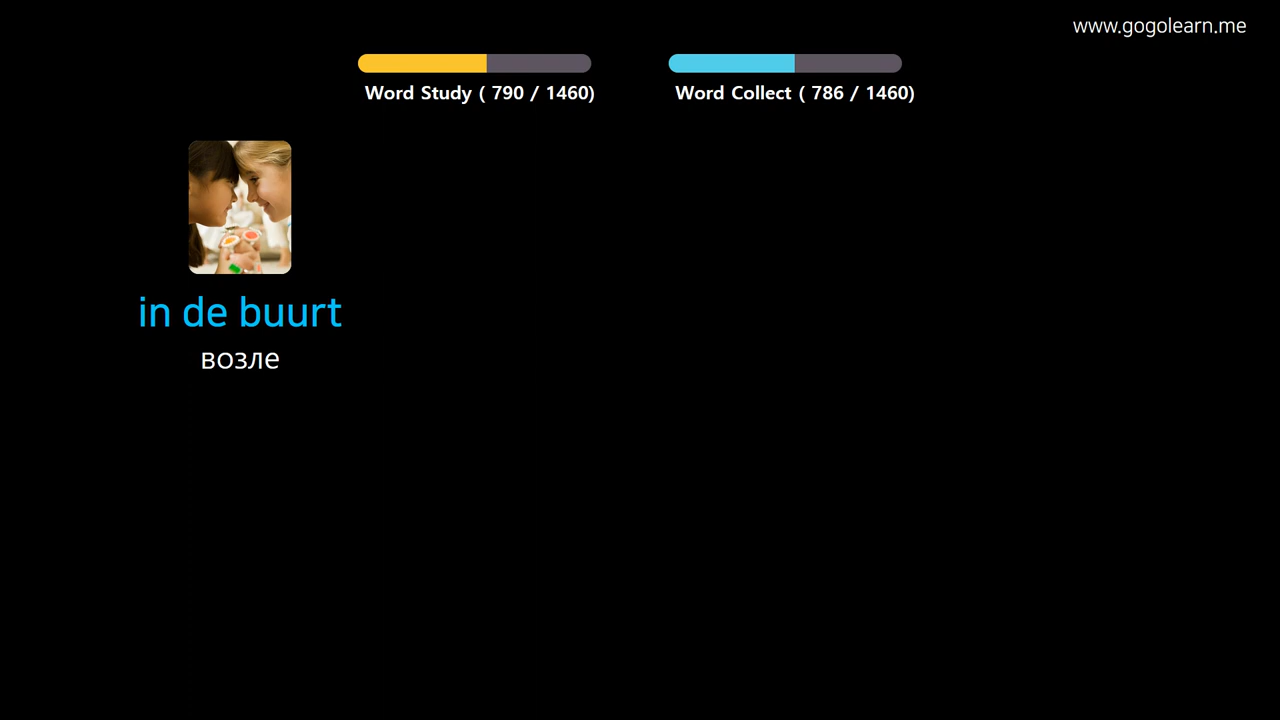 www.gogolearn.me
Word Study ( 790 / 1460)
Word Collect ( 786 / 1460)
in de buurt
возле